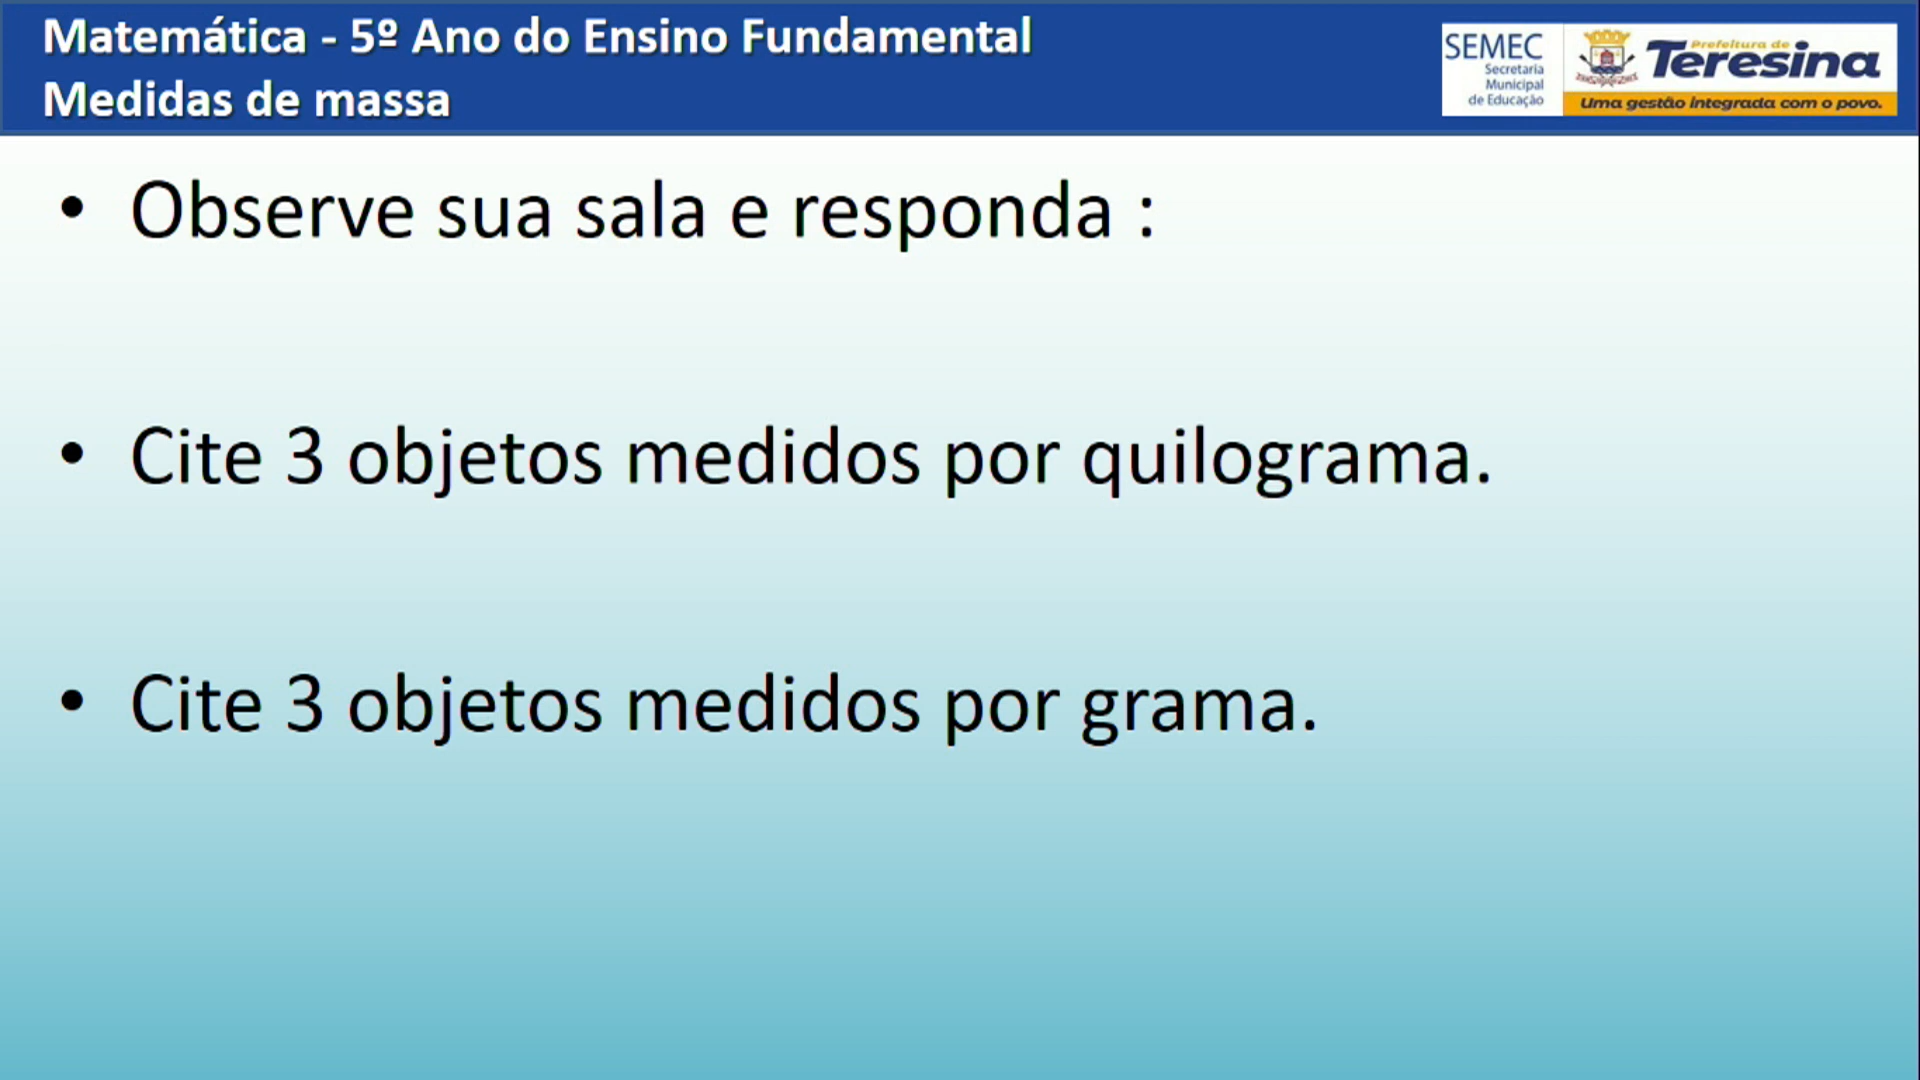 Matemática - 5º Ano do Ensino Fundamental
Medidas de massa
SEMEC
Secretaria
Municipal
de Educação
Prefeitura de
Teresina
Uma gestão integrada com o povo.
• Observe sua sala e responda :
• Cite 3 objetos medidos por quilograma.
• Cite 3 objetos medidos por grama.